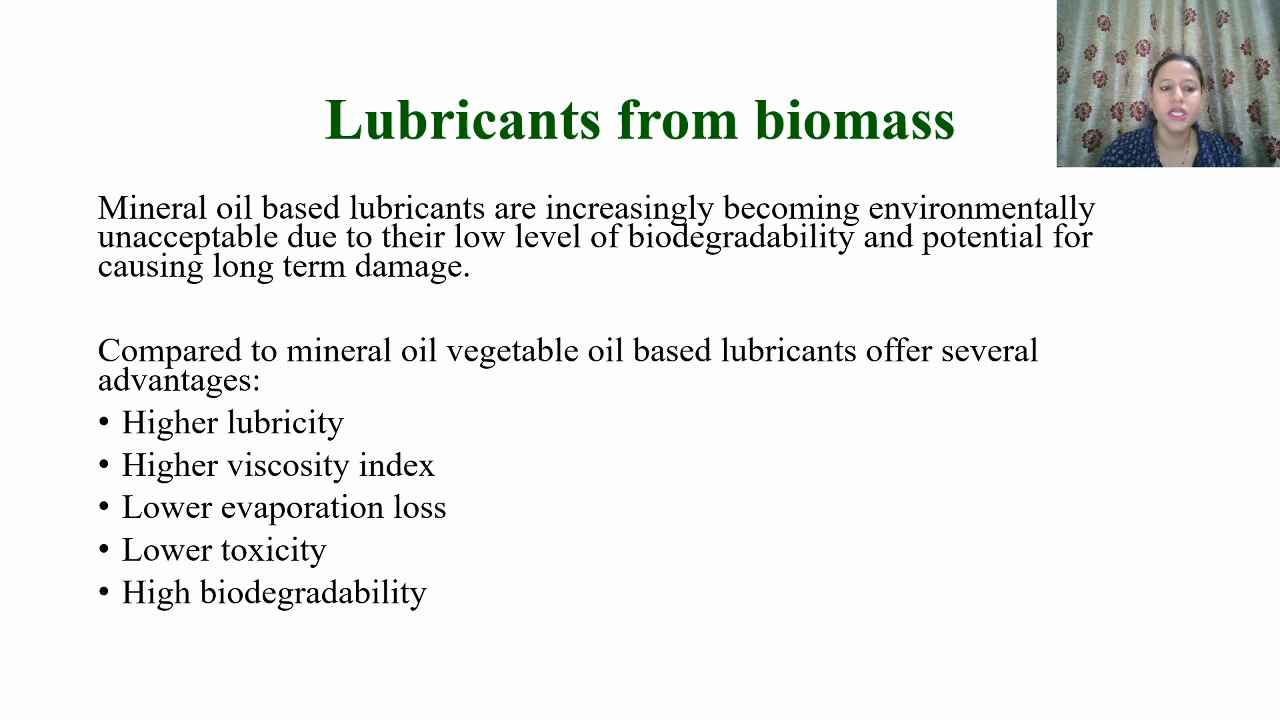 Lubricants from biomass
Mineral oil based lubricants are increasingly becoming environmentally
unacceptable due to their low level of biodegradability and potential for
causing long term damage.
Compared to mineral oil vegetable oil based lubricants offer several
advantages:
• Higher lubricity
• Higher viscosity index
• Lower evaporation loss
• Lower toxicity
• High biodegradability